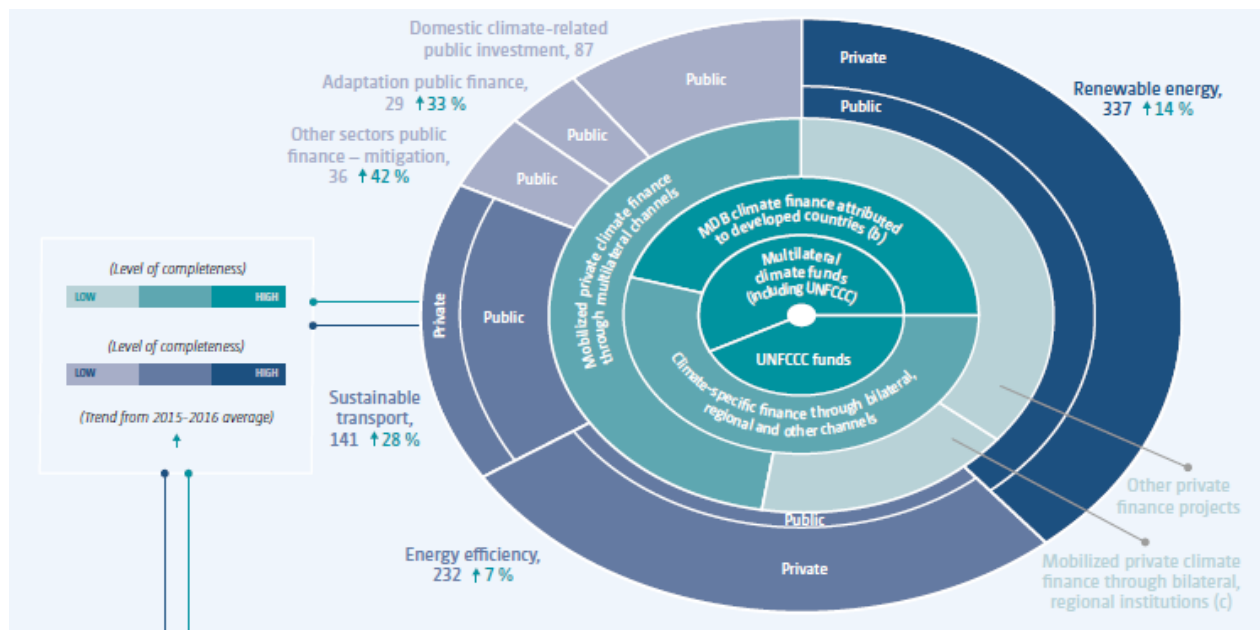 Domestic climate-related
public investment, 87
Adaptation public finance,
29 ↑33 %
Other sectors public
finance – mitigation,
36 ↑42 %
Public
Public
Public
Private
Public
Renewable energy,
337 ↑14 %
Mobilized private climate finance
through multilateral channels
MDB climate finance attributed
to developed countries (b)
Multilateral
climate funds
(including UNFCCC)
UNFCCC funds
Climate-specific finance through bilateral,
regional and other channels
(Level of completeness)
LOW HIGH
(Level of completeness)
LOW HIGH
(Trend from 2015–2016 average)
↑
Private
Public
Sustainable
transport,
141 ↑28 %
Energy efficiency,
232 ↑7 %
Public
Private
Other private
finance projects
Mobilized private climate
finance through bilateral,
regional institutions (c)